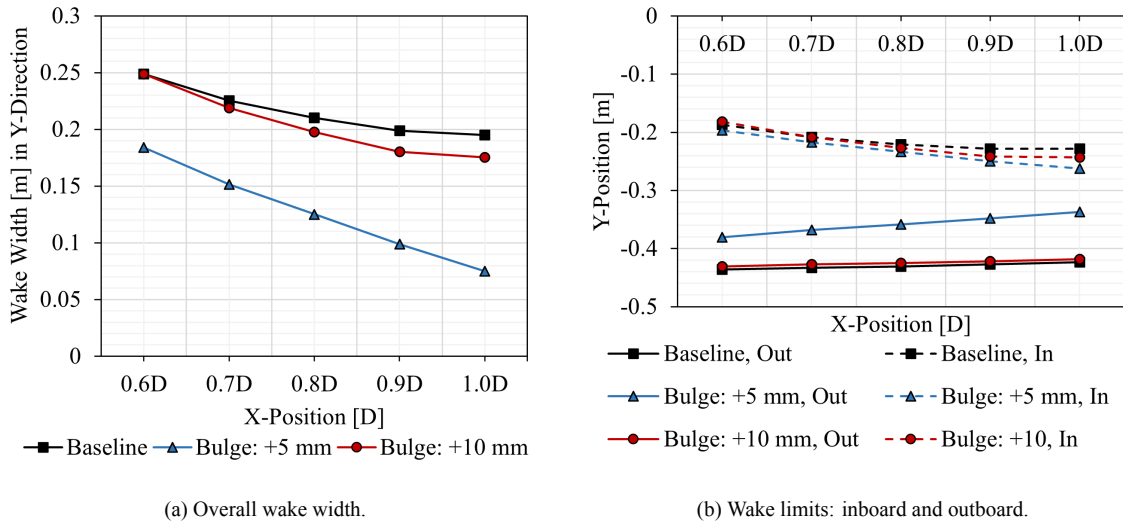 Wake Width [m] in Y-Direction
0.3
0.25
0.2
0.15
0.1
0.05
0
0.6D 0.7D 0.8D 0.9D 1.0D
X-Position [D]
Baseline Bulge: +5 mm Bulge: +10 mm
(a) Overall wake width.
Y-Position [m]
0
-0.1
-0.2
-0.3
-0.4
-0.5
0.6D 0.7D 0.8D 0.9D 1.0D
X-Position [D]
Baseline, Out Baseline, In
Bulge: +5 mm, Out Bulge: +5 mm, In
Bulge: +10 mm, Out Bulge: +10, In
(b) Wake limits: inboard and outboard.